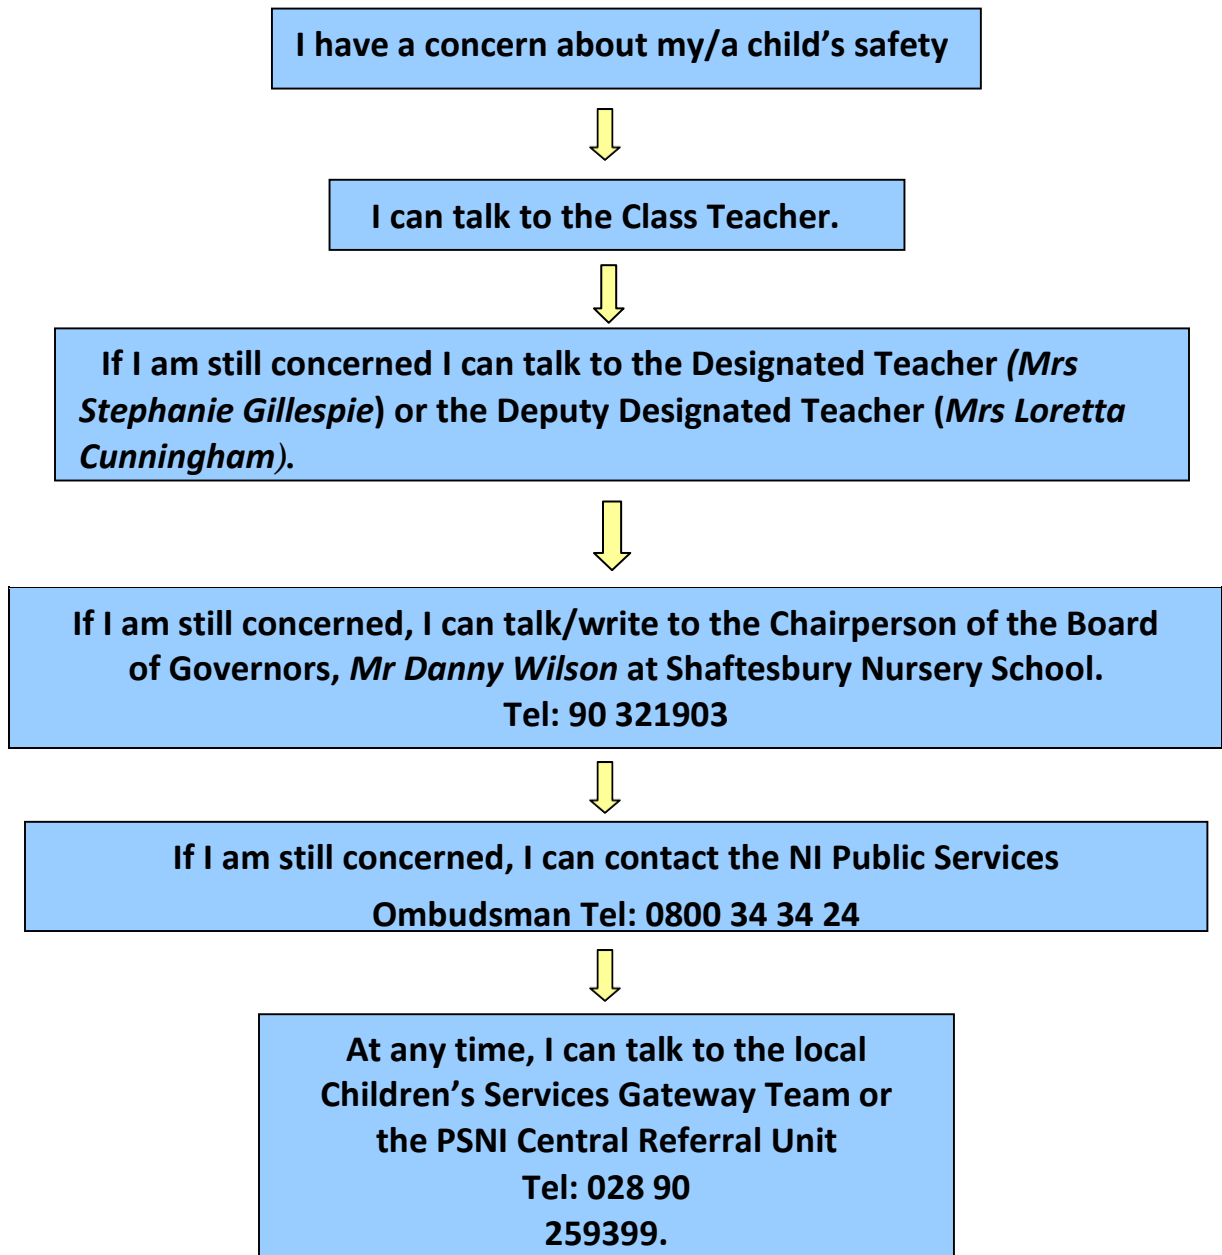 I have a concern about my/a child’s safety
I can talk to the Class Teacher.
If I am still concerned I can talk to the Designated Teacher (Mrs
Stephanie Gillespie) or the Deputy Designated Teacher (Mrs Loretta
Cunningham).
If I am still concerned, I can talk/write to the Chairperson of the Board
of Governors, Mr Danny Wilson at Shaftesbury Nursery School.
Tel: 90 321903
If I am still concerned, I can contact the NI Public Services
Ombudsman Tel: 0800 34 34 24
At any time, I can talk to the local
Children’s Services Gateway Team or
the PSNI Central Referral Unit
Tel: 028 90
259399.